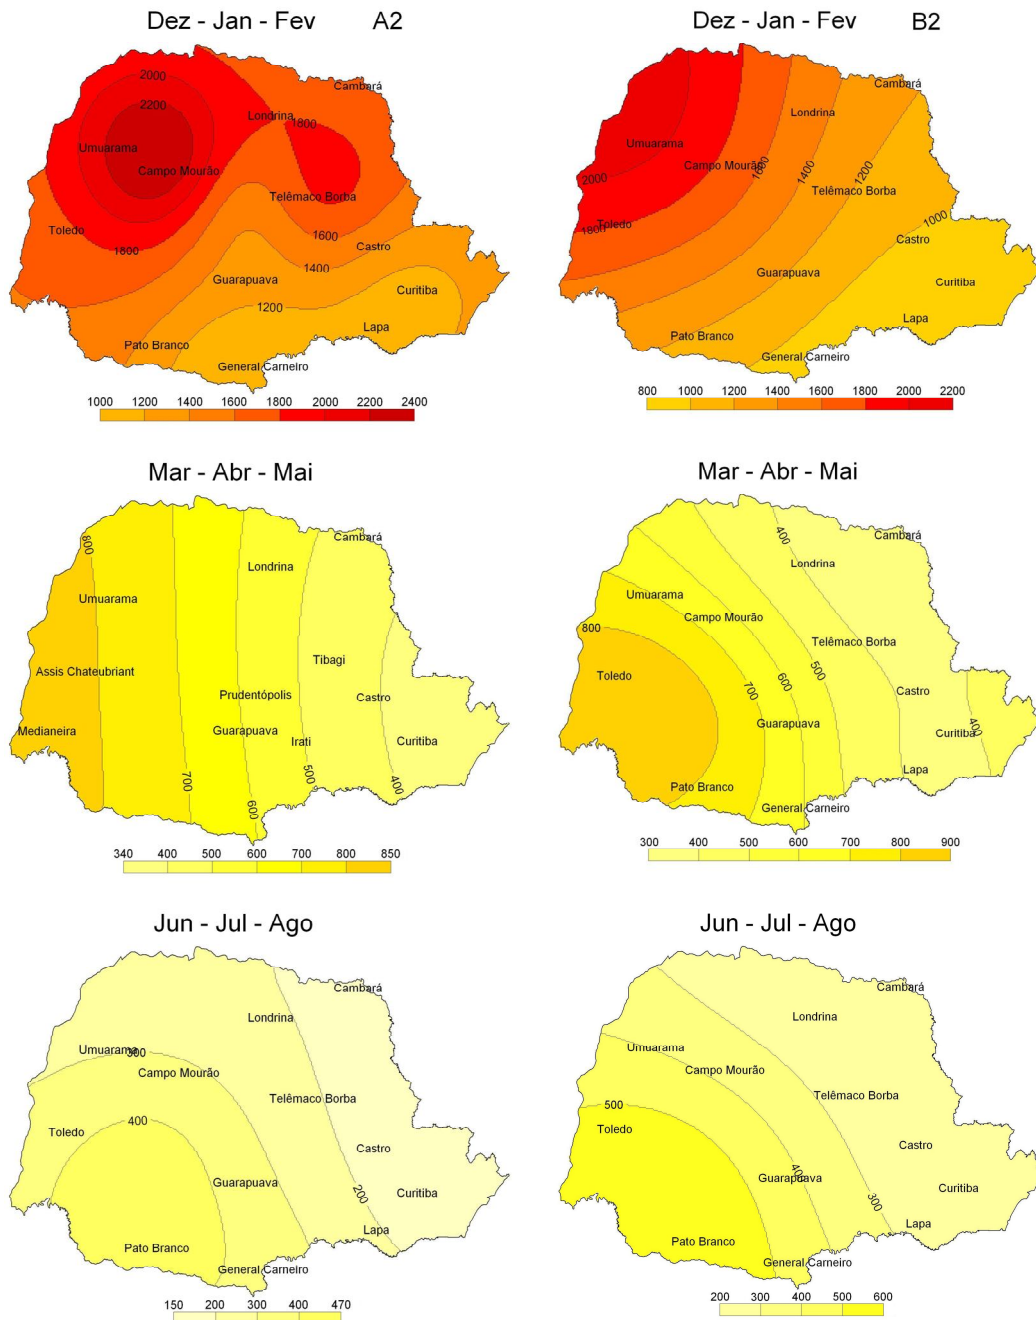 Dez - Jan - Fev A2
2000
Cambará
2200
Londrina
1800
Umuarama
Campo Mourão
Telêmaco Borba
Toledo
1800
1600
Castro
1400
Guarapuava
Curitiba
1200
Lapa
Pato Branco
General Carneiro
1000 1200 1400 1600 1800 2000 2200 2400
Dez - Jan - Fev B2
Cambará
Londrina
Umuarama
Campo Mourão
1600
1400
1200
2000
Telêmaco Borba
1800
Toledo
1000
Castro
Guarapuava
Curitiba
Lapa
Pato Branco
General Carneiro
800 1000 1200 1400 1600 1800 2000 2200
Mar - Abr - Mai
800
Cambará
Londrina
Umuarama
Tibagi
Assis Chateubriant
Prudentópolis
Castro
Medianeira
Guarapuava
Irati
Curitiba
700
500
400
600
340 400 500 600 700 800 850
Mar - Abr - Mai
400
Cambará
Londrina
Umuarama
Campo Mourão
800
Telêmaco Borba
500
Toledo
600
700
Castro
Guarapuava
400
Curitiba
Lapa
Pato Branco
General Carneiro
300 400 500 600 700 800 900
Jun - Jul - Ago
Cambará
Londrina
Umuarama
300
Campo Mourão
Telêmaco Borba
400
Toledo
Castro
Guarapuava
200
Curitiba
Lapa
Pato Branco
General Carneiro
150 200 300 400 470
Jun - Jul - Ago
Cambará
Londrina
Umuarama
Campo Mourão
Telêmaco Borba
500
Toledo
Castro
400
Guarapuava
300
Curitiba
Lapa
Pato Branco
General Carneiro
200 300 400 500 600